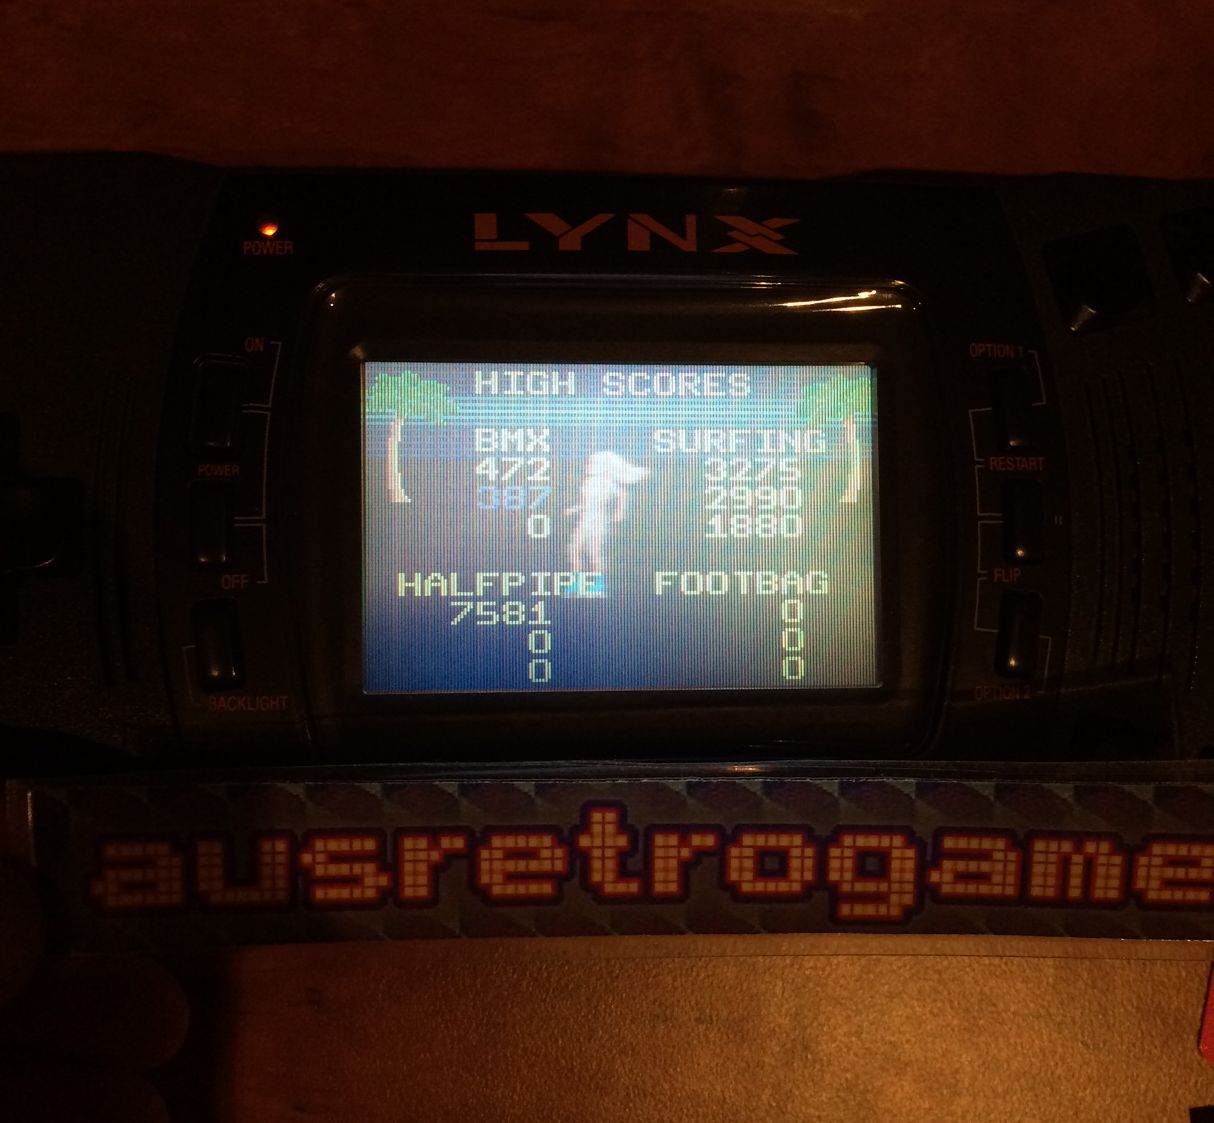 LYNX
POWER
ON
OPTION 1
HIGH SCORES
BMX SURFING
472 3275
387 2990
0 1880
POWER
RESTART
HALFPIPE FOOTBAG
7581 0
0 0
0 0
OFF
FLIP
BACKLIGHT
OPTION 2
ausretrogame